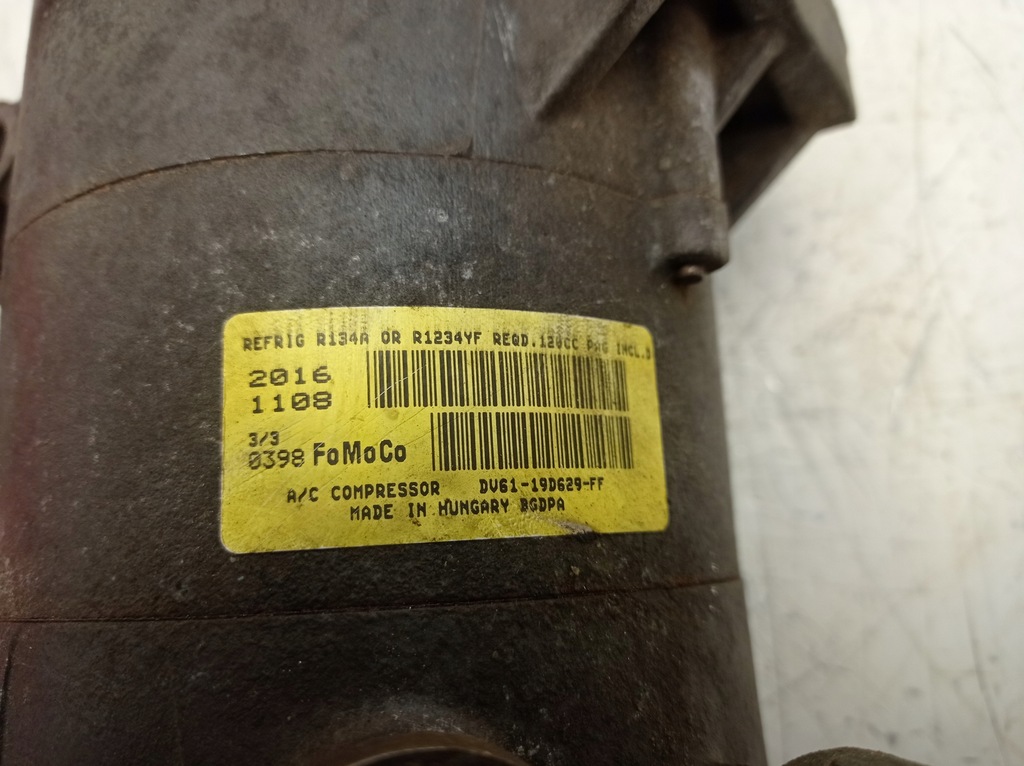 REFRIG R134A OR R1234YF REQD.120CC PAG INCL.
2016
1108
3/3
0398 FoMoCo
A/C COMPRESSOR DV61-19D629-FF
MADE IN HUNGARY BGDPA